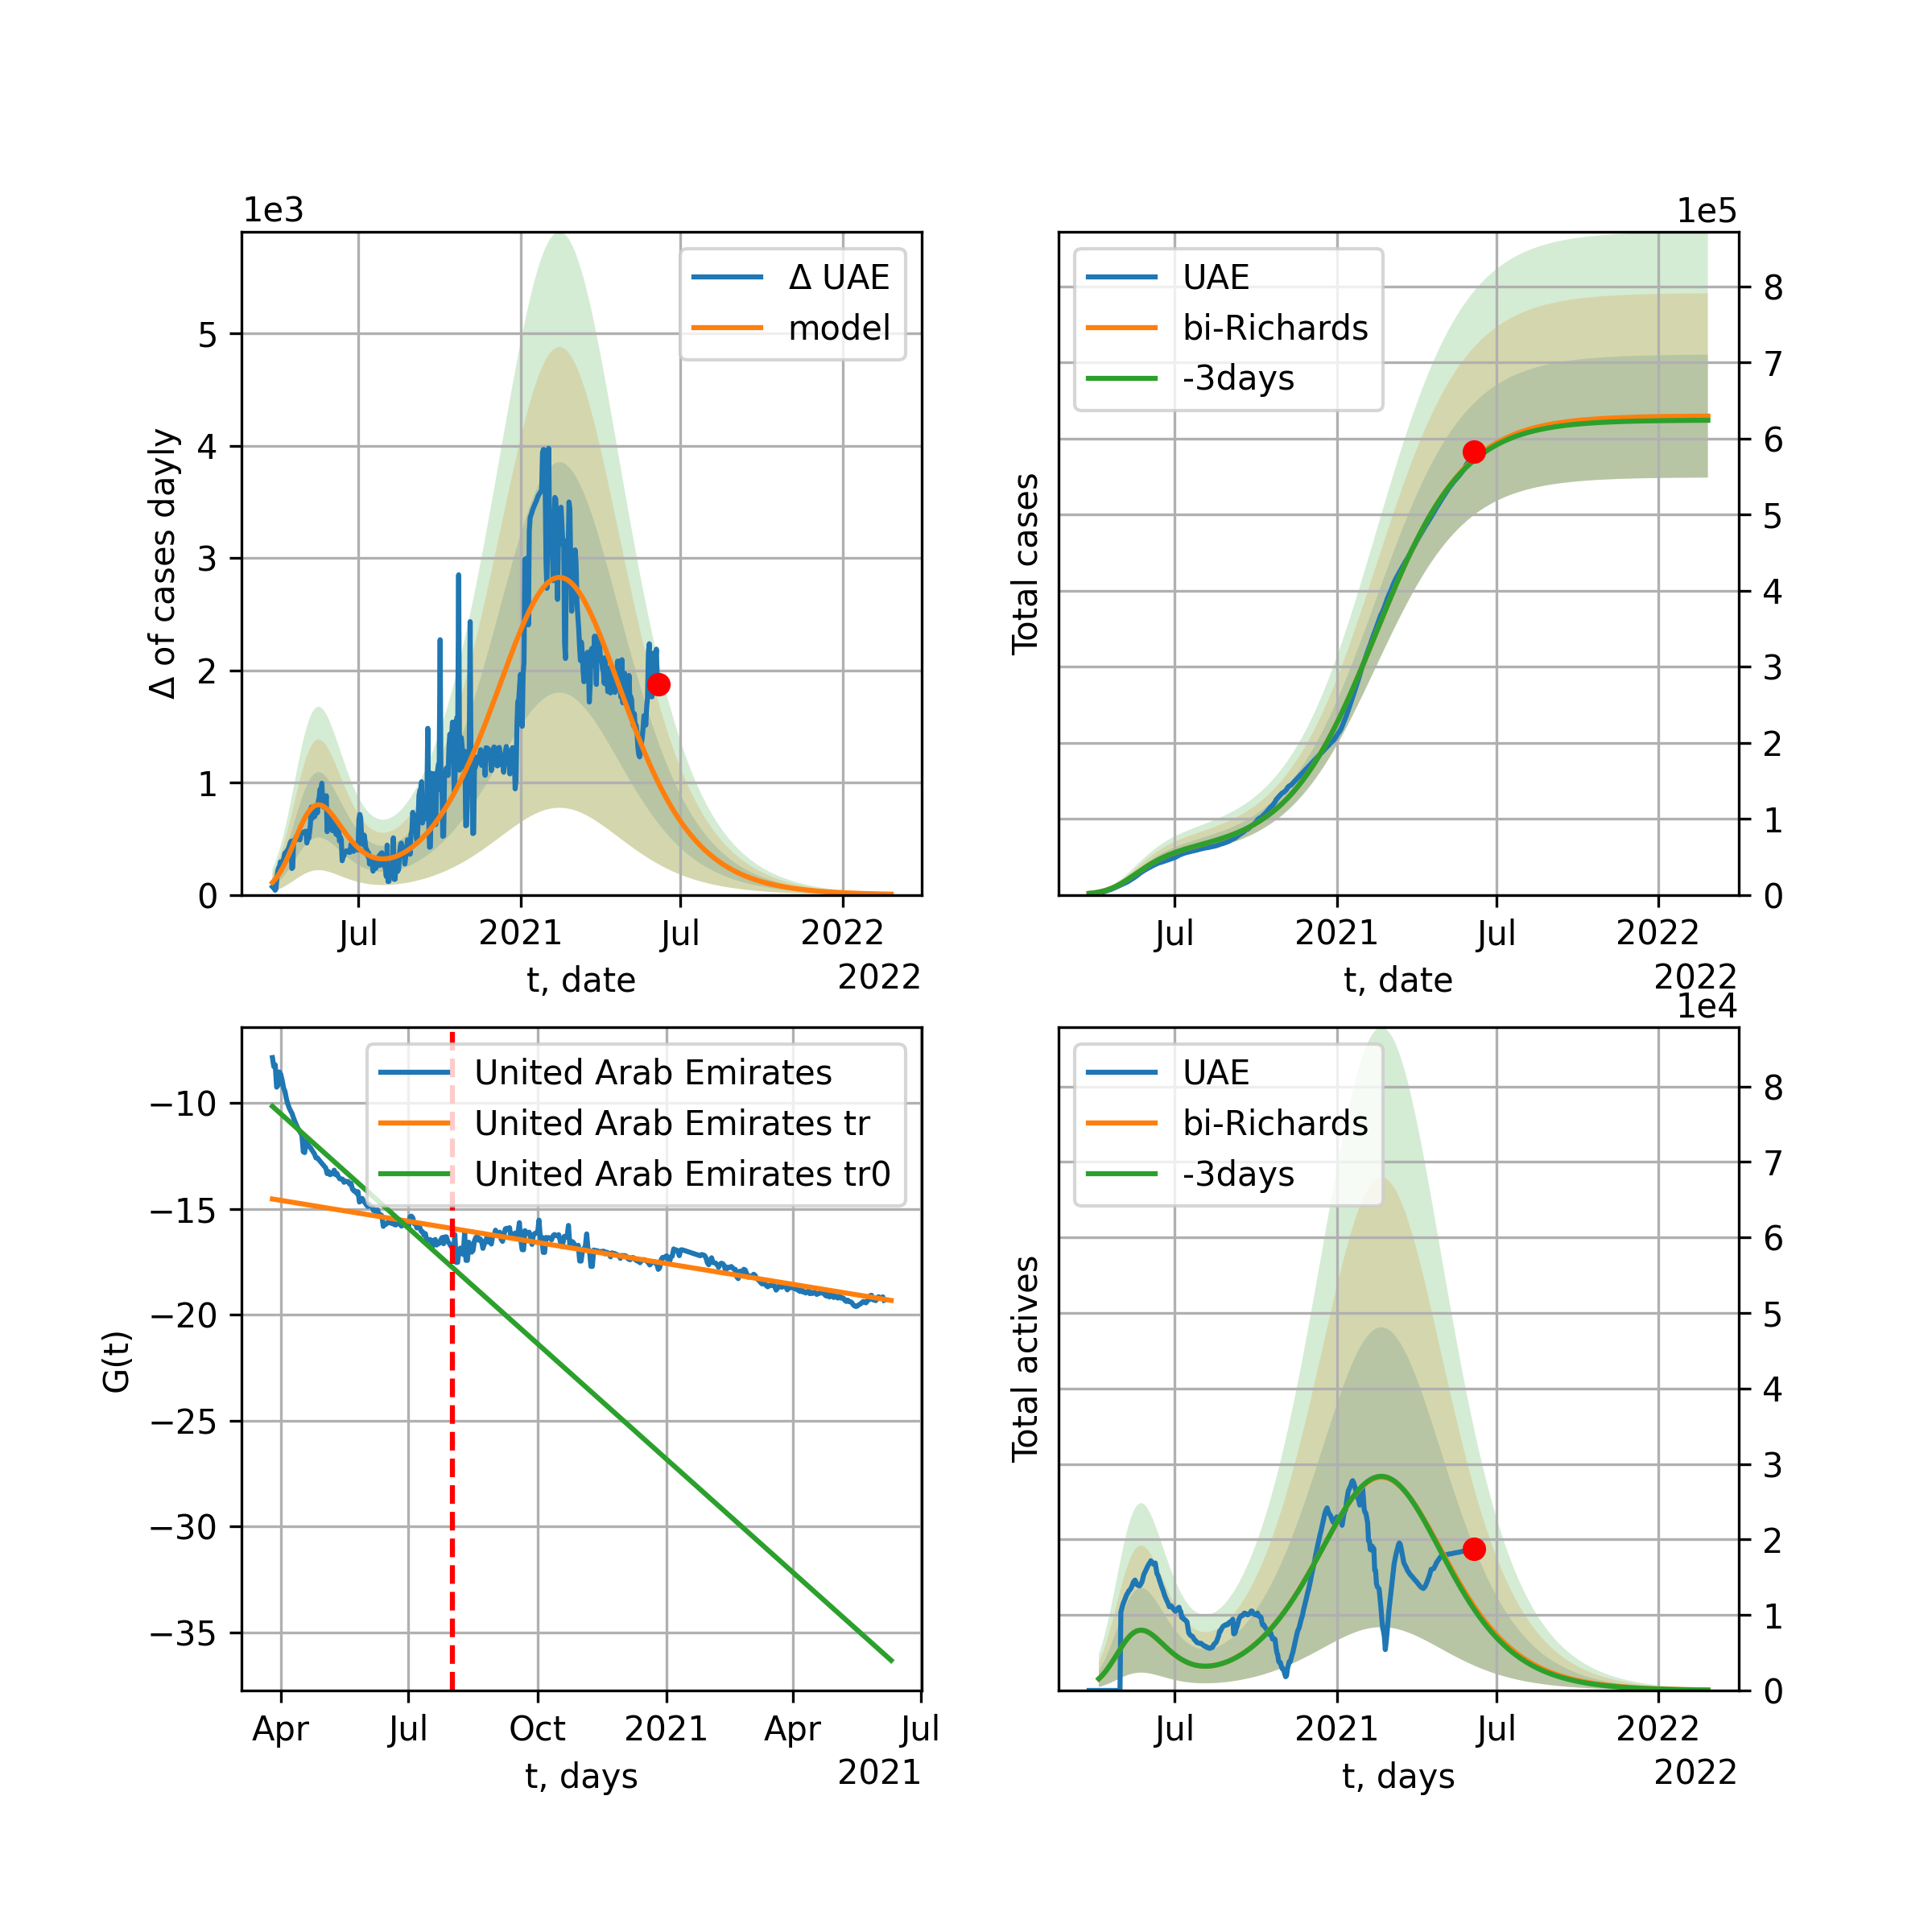 1e3
Δ UAE
model
5
4
3
2
1
0
Δ of cases dayly
Jul
2021
Jul
2022
t, date
2022
1e5
UAE
bi-Richards
-3days
8
7
6
5
4
3
2
1
0
Total cases
Jul
2021
Jul
2022
t, date
2022
United Arab Emirates
United Arab Emirates tr
United Arab Emirates tr0
−10
−15
−20
−25
−30
−35
G(t)
Apr
Jul
Oct
2021
Apr
Jul
t, days
2021
1e4
UAE
bi-Richards
-3days
8
7
6
5
4
3
2
1
0
Total actives
Jul
2021
Jul
2022
t, days
2022